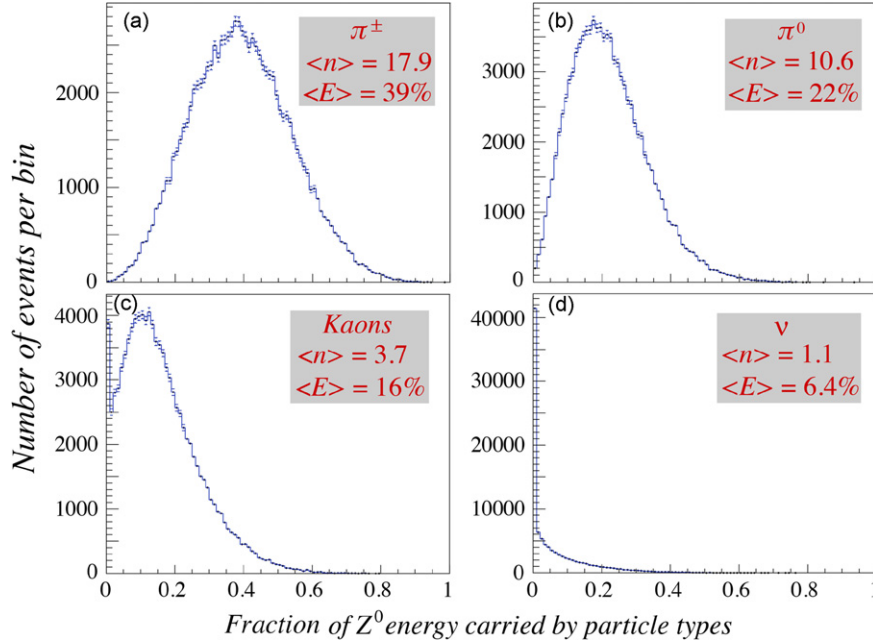 (a)
π±
<n> = 17.9
<E> = 39%
2000
1000
0
(b)
π0
<n> = 10.6
<E> = 22%
3000
2000
1000
0
(c)
Kaons
<n> = 3.7
<E> = 16%
4000
3000
2000
1000
0
0 0.2 0.4 0.6 0.8 1
(d)
ν
<n> = 1.1
<E> = 6.4%
40000
30000
20000
10000
0
0 0.2 0.4 0.6 0.8 1
Number of events per bin
Fraction of Z0 energy carried by particle types